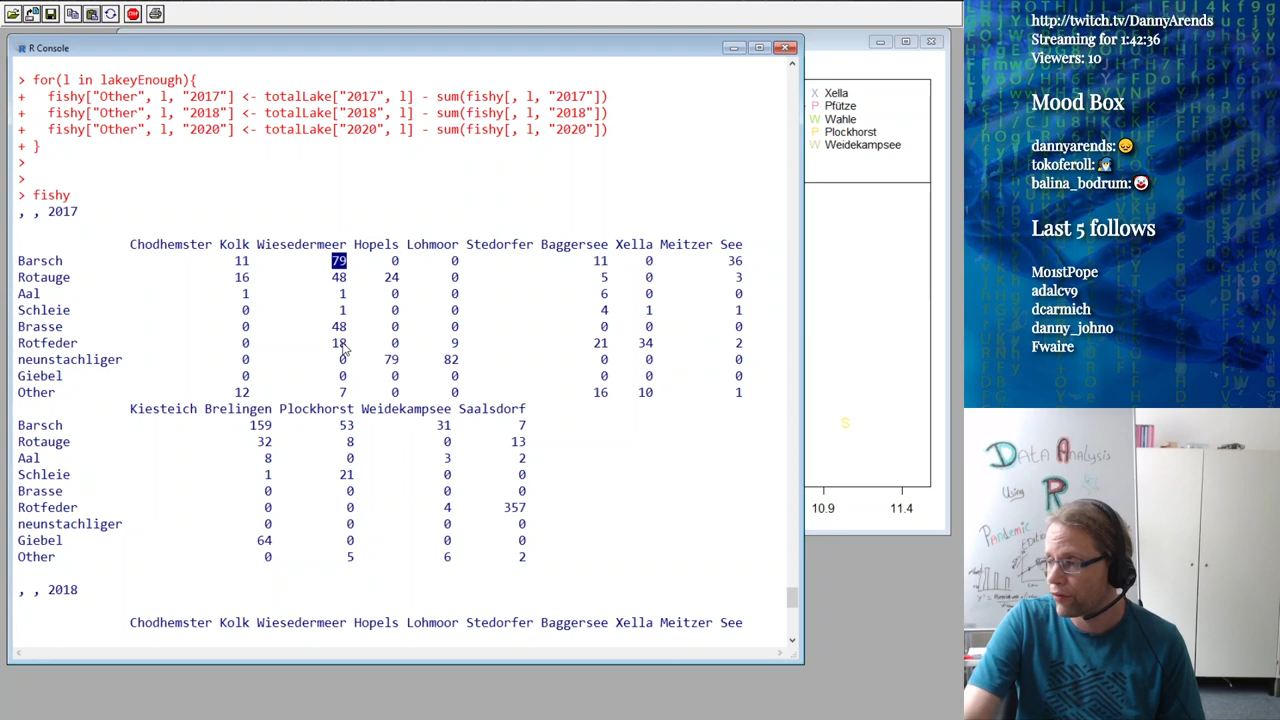 R Console
> for(l in lakeyEnough){
+   fishy["Other", l, "2017"] <- totalLake["2017", l] - sum(fishy[, l, "2017"])
+   fishy["Other", l, "2018"] <- totalLake["2018", l] - sum(fishy[, l, "2018"])
+   fishy["Other", l, "2020"] <- totalLake["2020", l] - sum(fishy[, l, "2020"])
+ }
>
>
> fishy
, , 2017
Chodhemster Kolk Wiesedermeer Hopels Lohmoor Stedorfer Baggersee Xella Meitzer See
Barsch 11 79 0 0 11 0 36
Rotauge 16 48 24 0 5 0 3
Aal 1 1 0 0 6 0 0
Schleie 0 1 0 0 4 1 1
Brasse 0 48 0 0 0 0 0
Rotfeder 0 18 0 9 21 34 2
neunstachliger 0 0 79 82 0 0 0
Giebel 0 0 0 0 0 0 0
Other 12 7 0 0 16 10 1
Kiesteich Brelingen Plockhorst Weidekampsee Saalsdorf
Barsch 159 53 31 7
Rotauge 32 8 0 13
Aal 8 0 3 2
Schleie 1 21 0 0
Brasse 0 0 0 0
Rotfeder 0 0 4 357
neunstachliger 0 0 0 0
Giebel 64 0 0 0
Other 0 5 6 2
, , 2018
Chodhemster Kolk Wiesedermeer Hopels Lohmoor Stedorfer Baggersee Xella Meitzer See
X Xella
P Pfütze
W Wahle
P Plockhorst
W Weidekampsee
S
10.9 11.4
http://twitch.tv/DannyArends
Streaming for 1:42:36
Viewers: 10
Mood Box
dannyarends:
tokoferoll:
balina_bodrum:
Last 5 follows
Mo1stPope
adalcv9
dcarmich
danny_johno
Fwaire
Data Analysis
Using R
Pandemic